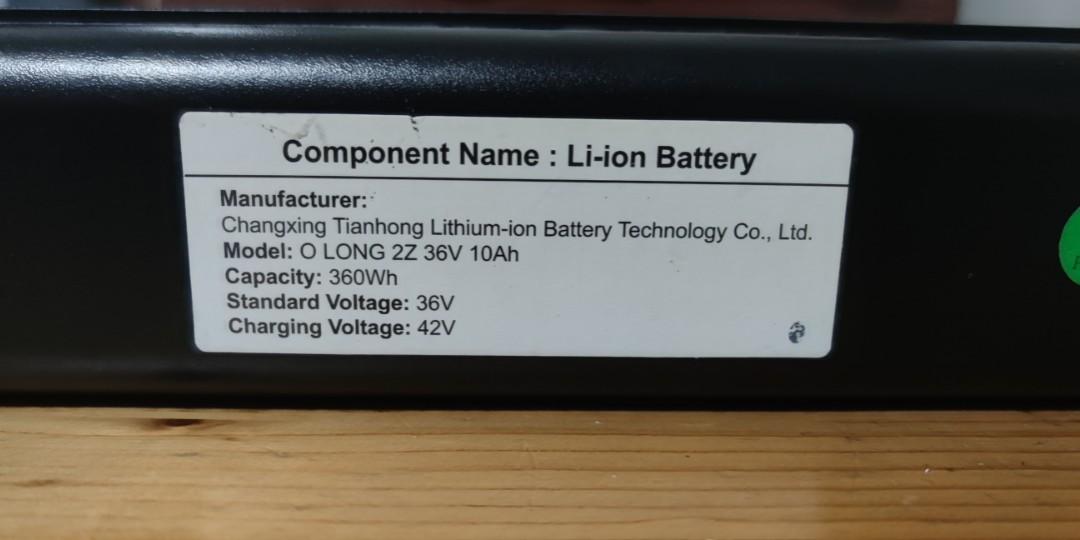 Component Name : Li-ion Battery
Manufacturer:
Changxing Tianhong Lithium-ion Battery Technology Co., Ltd.
Model: O LONG 2Z 36V 10Ah
Capacity: 360Wh
Standard Voltage: 36V
Charging Voltage: 42V